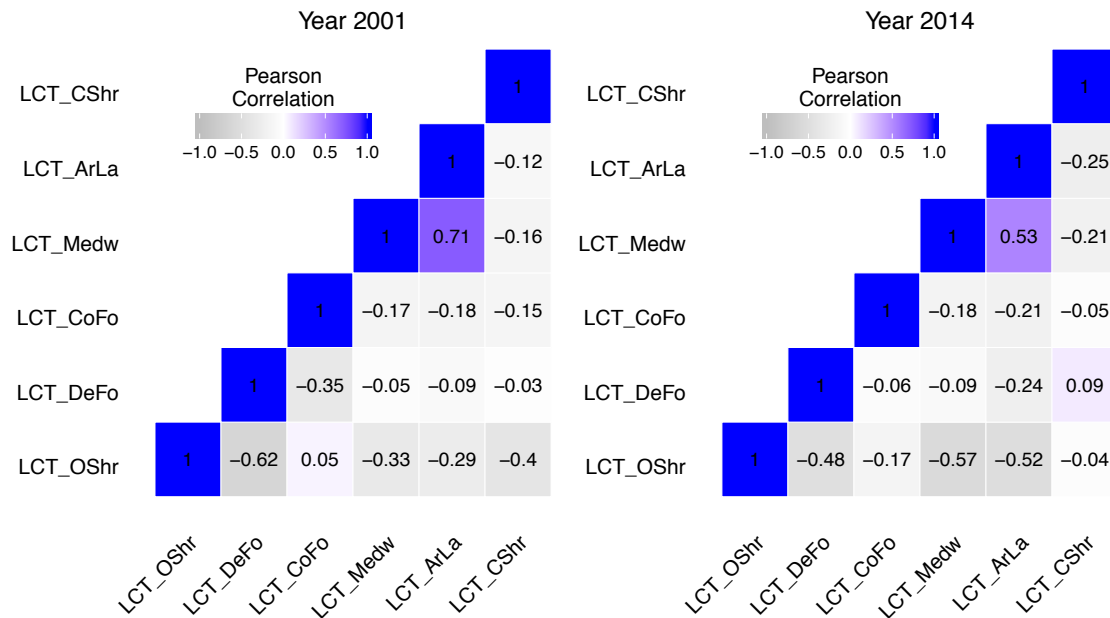 Year 2001
Pearson
Correlation
−1.0 −0.5 0.0 0.5 1.0
LCT_CShr 1
LCT_ArLa 1 −0.12
LCT_Medw 1 0.71 −0.16
LCT_CoFo 1 −0.17 −0.18 −0.15
LCT_DeFo 1 −0.35 −0.05 −0.09 −0.03
LCT_OShr 1 −0.62 0.05 −0.33 −0.29 −0.4
LCT_OShr LCT_DeFo LCT_CoFo LCT_Medw LCT_ArLa LCT_CShr
Year 2014
Pearson
Correlation
−1.0 −0.5 0.0 0.5 1.0
LCT_CShr 1
LCT_ArLa 1 −0.25
LCT_Medw 1 0.53 −0.21
LCT_CoFo 1 −0.18 −0.21 −0.05
LCT_DeFo 1 −0.06 −0.09 −0.24 0.09
LCT_OShr 1 −0.48 −0.17 −0.57 −0.52 −0.04
LCT_OShr LCT_DeFo LCT_CoFo LCT_Medw LCT_ArLa LCT_CShr